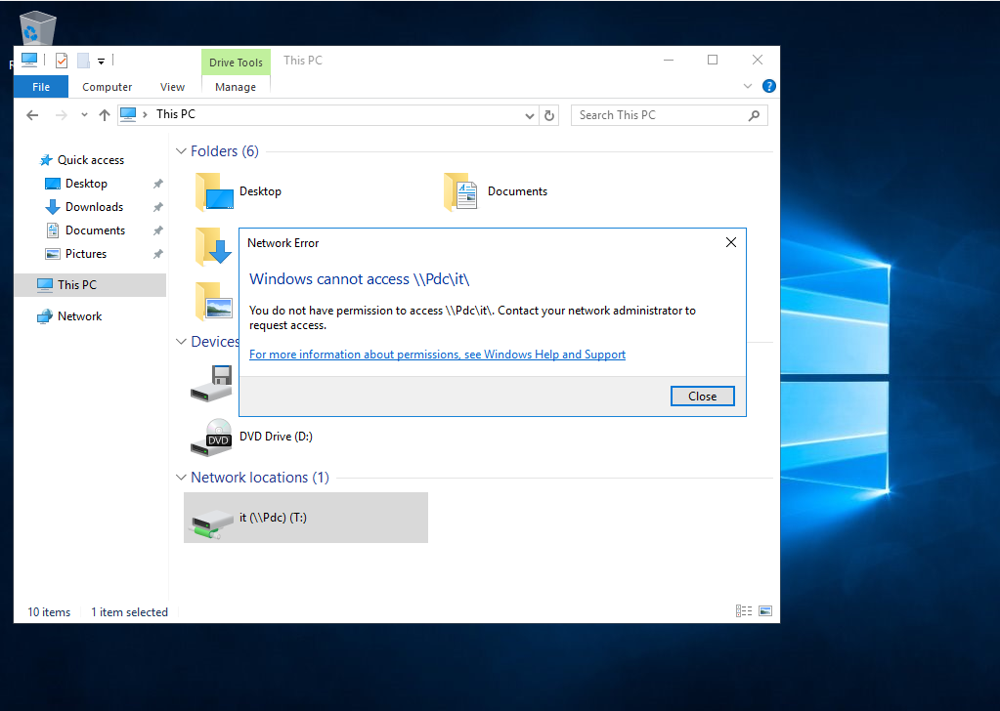 Drive Tools
This PC
File
Computer
View
Manage
?
This PC
Search This PC
Quick access
Desktop
Downloads
Documents
Pictures
This PC
Network
Folders (6)
Desktop
Documents
Network Error
Windows cannot access \\Pdc\it\
You do not have permission to access \\Pdc\it\. Contact your network administrator to
request access.
For more information about permissions, see Windows Help and Support
Close
Devices
DVD
DVD Drive (D:)
Network locations (1)
it (\\Pdc) (T:)
10 items
1 item selected